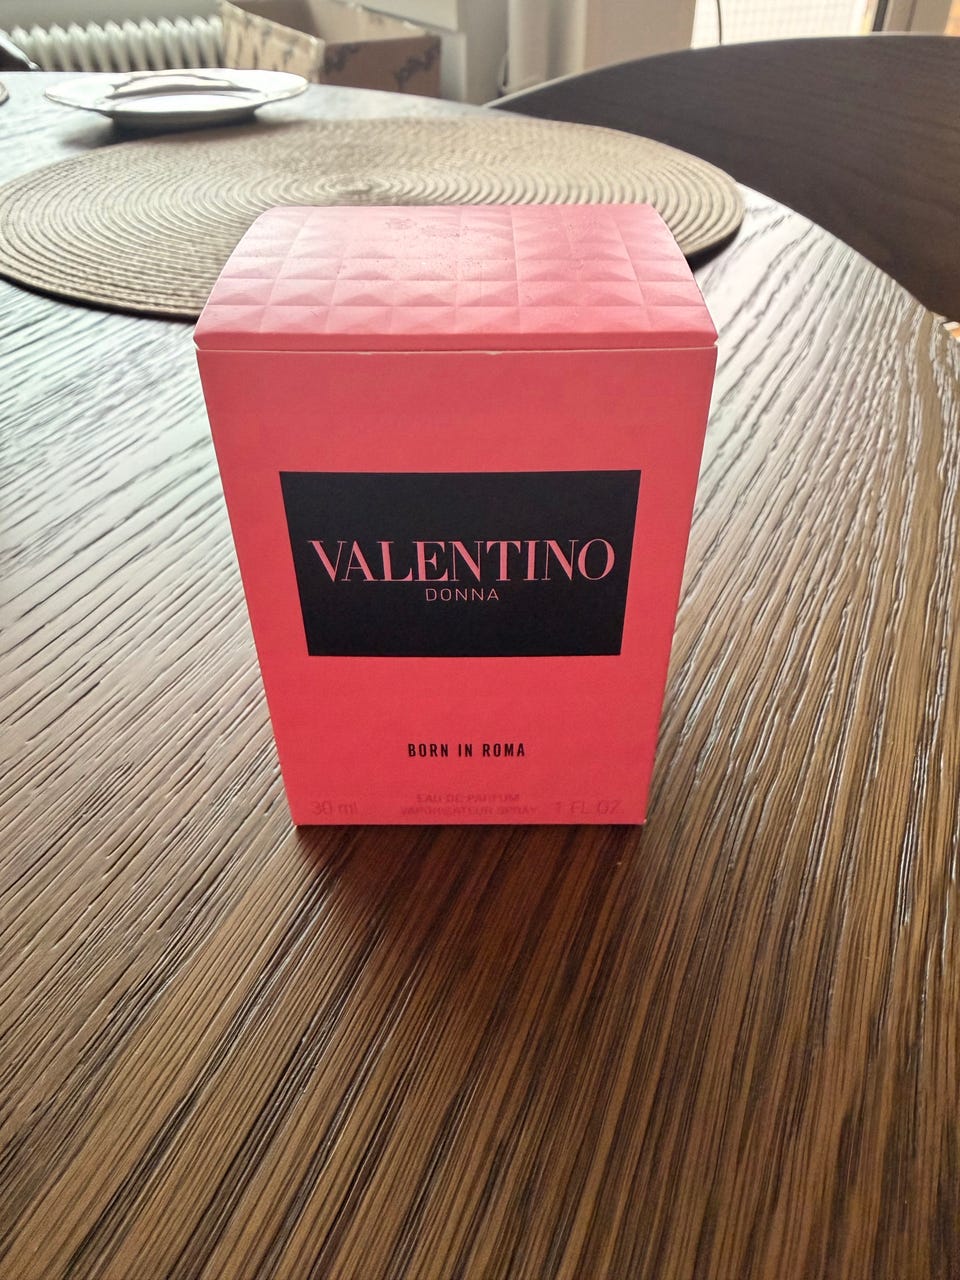 VALENTINO
DONNA
BORN IN ROMA
EAU DE PARFUM
30 ml VAPORISATEUR SPRAY 1 FL. OZ.